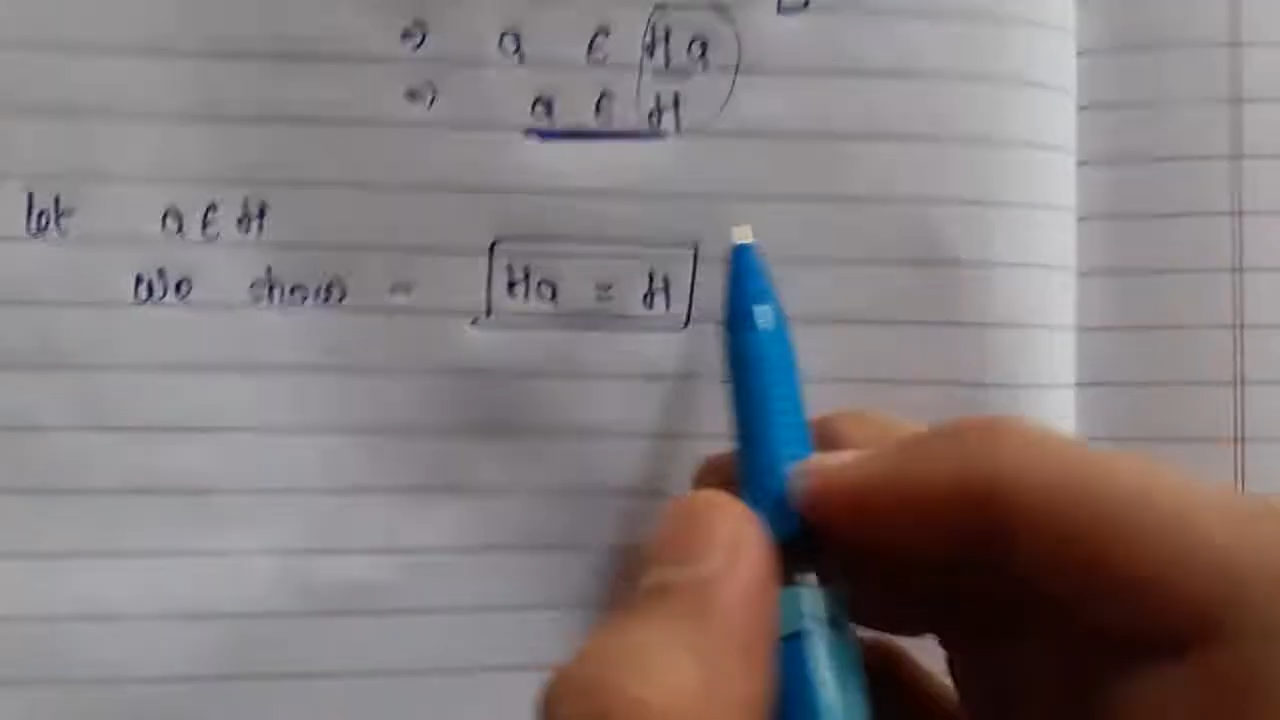 ⇒ a ∈ Ha
⇒ a ∈ H
let a ∈ H
We show - Ha = H